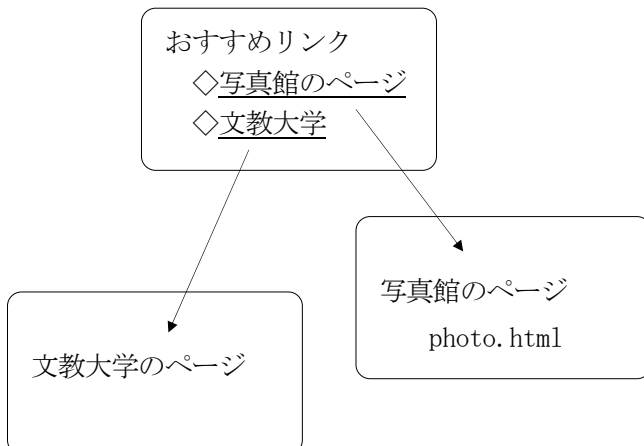 おすすめリンク
◇写真館のページ
◇文教大学
写真館のページ
photo.html
文教大学のページ